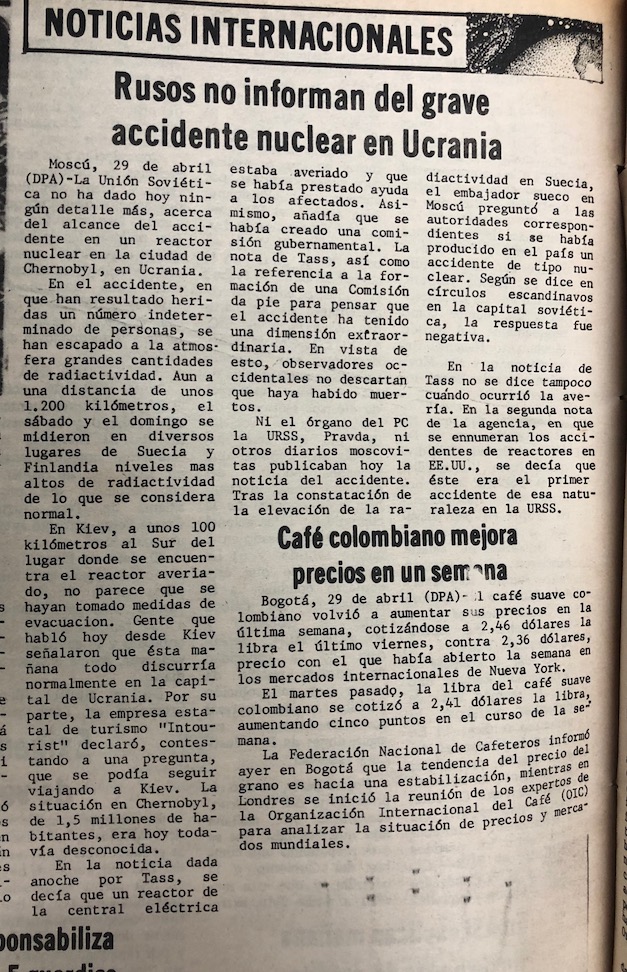 NOTICIAS INTERNACIONALES
Rusos no informan del grave
accidente nuclear en Ucrania
Moscú, 29 de abril
(DPA)-La Unión Soviéti-
ca no ha dado hoy nin-
gún detalle más, acerca
del alcance del acci-
dente en un reactor
nuclear en la ciudad de
Chernobyl, en Ucrania.
En el accidente, en
que han resultado heri-
das un número indeter-
minado de personas, se
han escapado a la atmos-
fera grandes cantidades
de radiactividad. Aun a
una distancia de unos
1.200 kilómetros, el
sábado y el domingo se
midieron en diversos
lugares de Suecia y
Finlandia niveles mas
altos de radiactividad
de lo que se considera
normal.
En Kiev, a unos 100
kilómetros al Sur del
lugar donde se encuen-
tra el reactor averia-
do, no parece que se
hayan tomado medidas de
evacuacion. Gente que
habló hoy desde Kiev
señalaron que ésta ma-
ñana todo discurría
normalmente en la capi-
tal de Ucrania. Por su
parte, la empresa esta-
tal de turismo "Intou-
rist" declaró, contes-
tando a una pregunta,
que se podía seguir
viajando a Kiev. La
situación en Chernobyl,
de 1,5 millones de ha-
bitantes, era hoy toda-
vía desconocida.
En la noticia dada
anoche por Tass, se
decía que un reactor de
la central eléctrica
estaba averiado y que
se había prestado ayuda
a los afectados. Asi-
mismo, añadía que se
había creado una comi-
sión gubernamental. La
nota de Tass, así como
la referencia a la for-
mación de una Comisión
da pie para pensar que
el accidente ha tenido
una dimensión extraor-
dinaria. En vista de
esto, observadores oc-
cidentales no descartan
que haya habido muer-
tos.
Ni el órgano del PC
la URSS, Pravda, ni
otros diarios moscovi-
tas publicaban hoy la
noticia del accidente.
Tras la constatación de
la elevación de la ra-
diactividad en Suecia,
el embajador sueco en
Moscú preguntó a las
autoridades correspon-
dientes si se había
producido en el país un
accidente de tipo nu-
clear. Según se dice en
círculos escandinavos
en la capital soviéti-
ca, la respuesta fue
negativa.
En la noticia de
Tass no se dice tampoco
cuándo ocurrió la ave-
ría. En la segunda nota
de la agencia, en que
se ennumeran los acci-
dentes de reactores en
EE.UU., se decía que
éste era el primer
accidente de esa natu-
raleza en la URSS.
Café colombiano mejora
precios en un
Bogotá, 29 de abril (DPA)- café suave co-
lombiano volvió a aumentar sus precios en la
última semana, cotizándose a 2,46 dólares la
libra el último viernes, contra 2,36 dólares,
precio con el que había abierto la semana en
los mercados internacionales de Nueva York.
El martes pasado, la libra del café suave
colombiano se cotizó a 2,41 dólares la libra,
aumentando cinco puntos en el curso de la se-
mana.
La Federación Nacional de Cafeteros informó
ayer en Bogotá que la tendencia del precio del
grano es hacia una estabilización, mientras en
Londres se inició la reunión de los expertos de
la Organización Internacional del Café (OIC)
para analizar la situación de precios y merca-
dos mundiales.
ponsabiliza